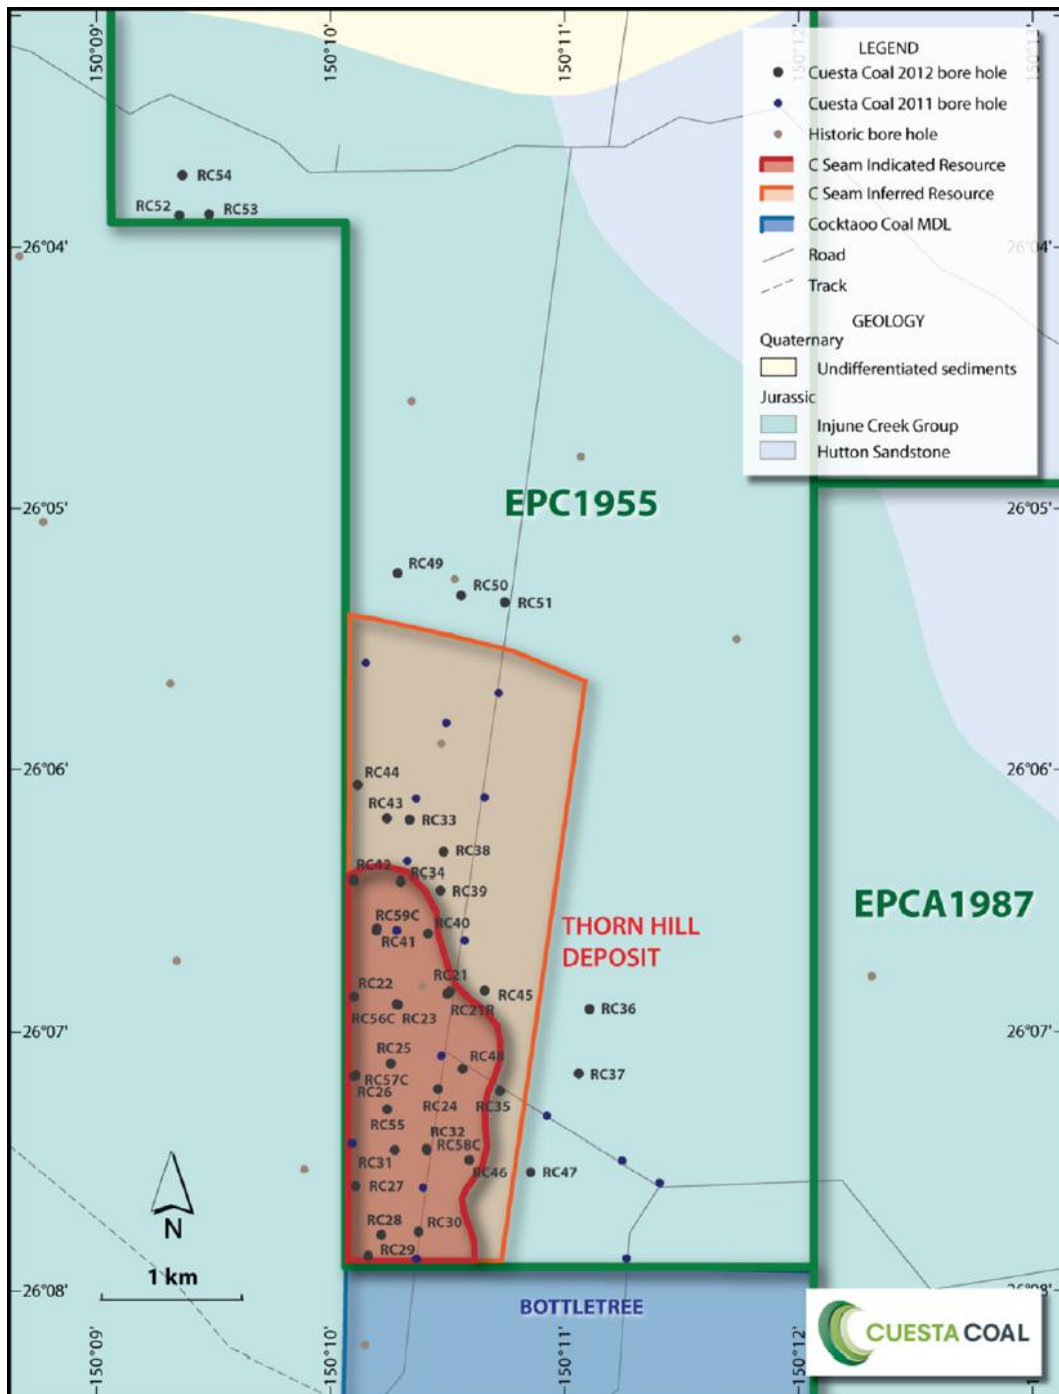 150°09'
150°10'
150°11'
150°12'
150°13'
LEGEND
Cuesta Coal 2012 bore hole
Cuesta Coal 2011 bore hole
Historic bore hole
C Seam Indicated Resource
C Seam Inferred Resource
Cocktaoo Coal MDL
Road
Track
GEOLOGY
Quaternary
Undifferentiated sediments
Jurassic
Injune Creek Group
Hutton Sandstone
RC54
RC52
RC53
26°04'
26°04'
26°05'
EPC1955
26°05'
RC49
RC50
RC51
26°06'
26°06'
RC44
RC43
RC33
RC38
RC42
RC34
RC39
EPCA1987
RC59C
RC40
RC41
THORN HILL
DEPOSIT
RC21
RC22
RC45
RC21R
RC36
RC56C
RC23
26°07'
26°07'
RC25
RC48
RC57C
RC37
RC26
RC24
RC35
RC55
RC32
RC58C
RC31
RC46
RC47
RC27
RC28
RC30
RC29
N
1 km
26°08'
26°08'
BOTTLETREE
CUESTA COAL
150°09'
150°10'
150°11'
150°12'